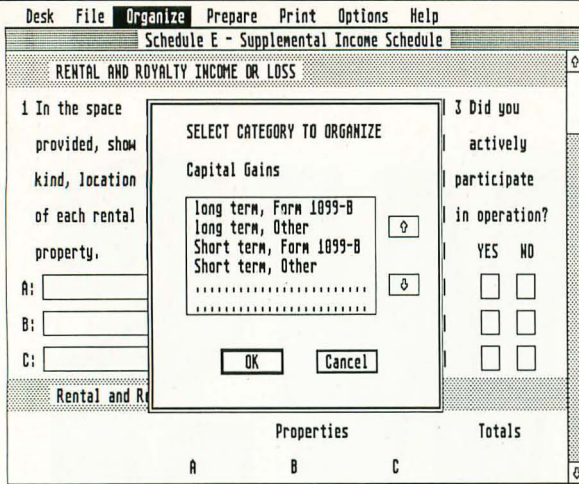 Desk File Organize Prepare Print Options Help
Schedule E - Supplemental Income Schedule
RENTAL AND ROYALTY INCOME OR LOSS
1 In the space
provided, show
kind, location
of each rental
property.
A:
B:
C:
SELECT CATEGORY TO ORGANIZE
Capital Gains
long term, Form 1099-B
long term, Other
Short term, Form 1099-B
Short term, Other
OK Cancel
3 Did you
actively
participate
in operation?
YES NO
Rental and R
Properties Totals
A B C